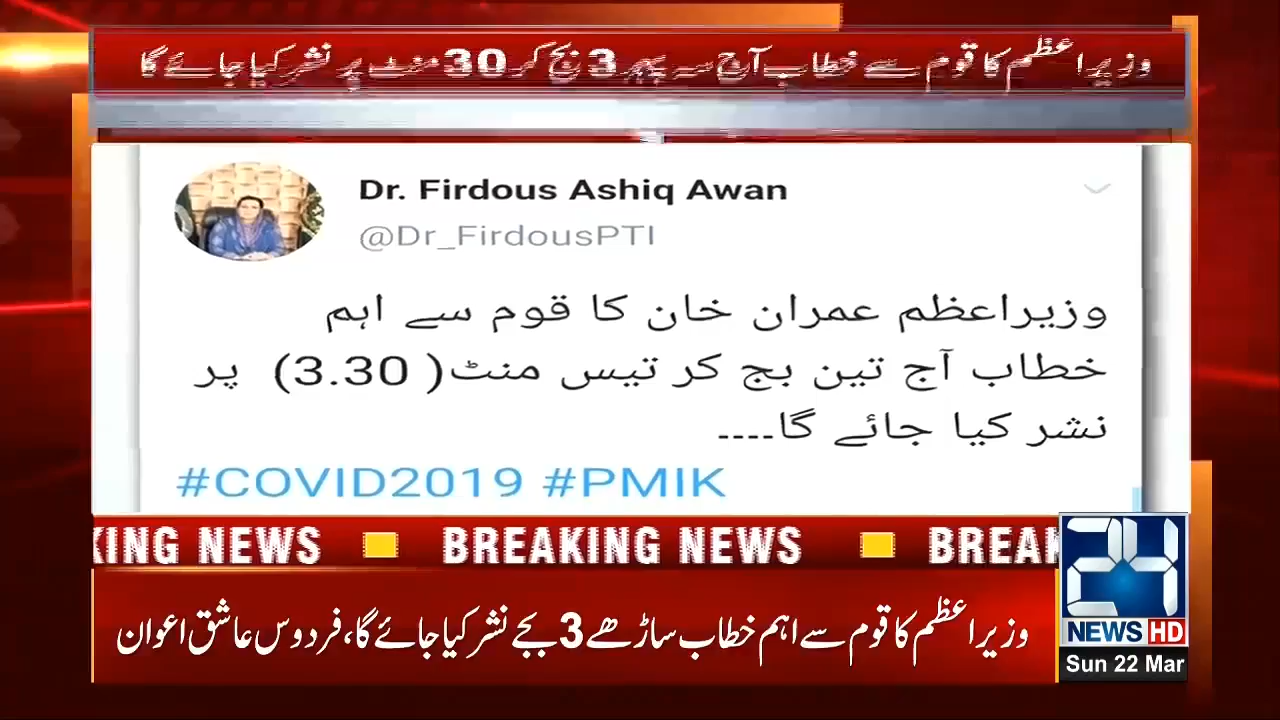 وزیراعظم کا قوم سے خطاب آج سہ پہر 3 بج کر 30 منٹ پر نشر کیا جائے گا
Dr. Firdous Ashiq Awan
@Dr_FirdousPTI
وزیراعظم عمران خان کا قوم سے اہم
خطاب آج تین بج کر تیس منٹ( 3.30) پر
نشر کیا جائے گا----
#COVID2019 #PMIK
KING NEWS BREAKING NEWS BREAK
وزیراعظم کا قوم سے اہم خطاب ساڑھے 3 بجے نشر کیا جائے گا، فردوس عاشق اعوان
24
NEWS HD
Sun 22 Mar